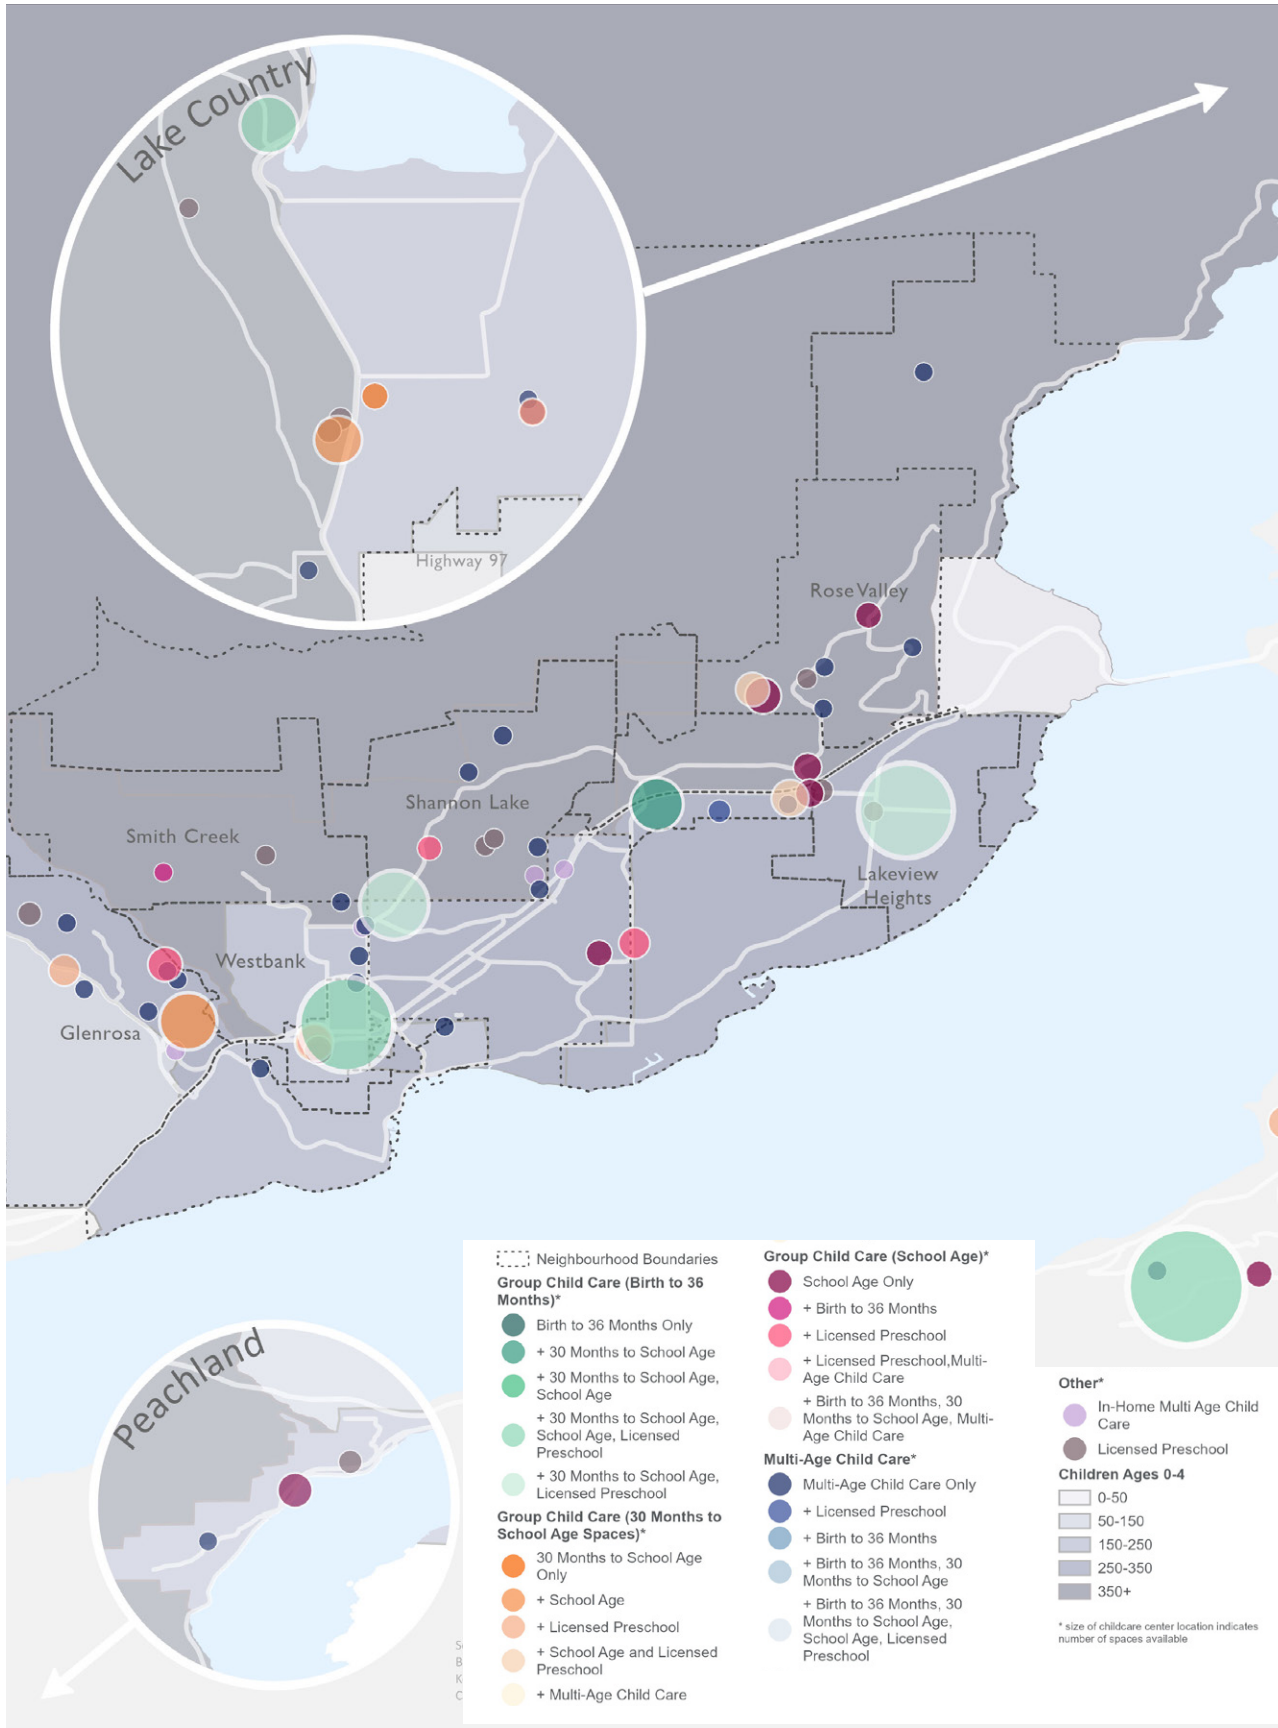 Lake Country
Highway 97
Rose Valley
Shannon Lake
Smith Creek
Lakeview
Heights
Westbank
Glenrosa
Peachland
Neighbourhood Boundaries
Group Child Care (Birth to 36
Months)*
Birth to 36 Months Only
+ 30 Months to School Age
+ 30 Months to School Age,
School Age
+ 30 Months to School Age,
School Age, Licensed
Preschool
+ 30 Months to School Age,
Licensed Preschool
Group Child Care (30 Months to
School Age Spaces)*
30 Months to School Age
Only
+ School Age
+ Licensed Preschool
+ School Age and Licensed
Preschool
+ Multi-Age Child Care
Group Child Care (School Age)*
School Age Only
+ Birth to 36 Months
+ Licensed Preschool
+ Licensed Preschool,Multi-
Age Child Care
+ Birth to 36 Months, 30
Months to School Age, Multi-
Age Child Care
Multi-Age Child Care*
Multi-Age Child Care Only
+ Licensed Preschool
+ Birth to 36 Months
+ Birth to 36 Months, 30
Months to School Age
+ Birth to 36 Months, 30
Months to School Age,
School Age, Licensed
Preschool
Other*
In-Home Multi Age Child
Care
Licensed Preschool
Children Ages 0-4
0-50
50-150
150-250
250-350
350+
* size of childcare center location indicates
number of spaces available